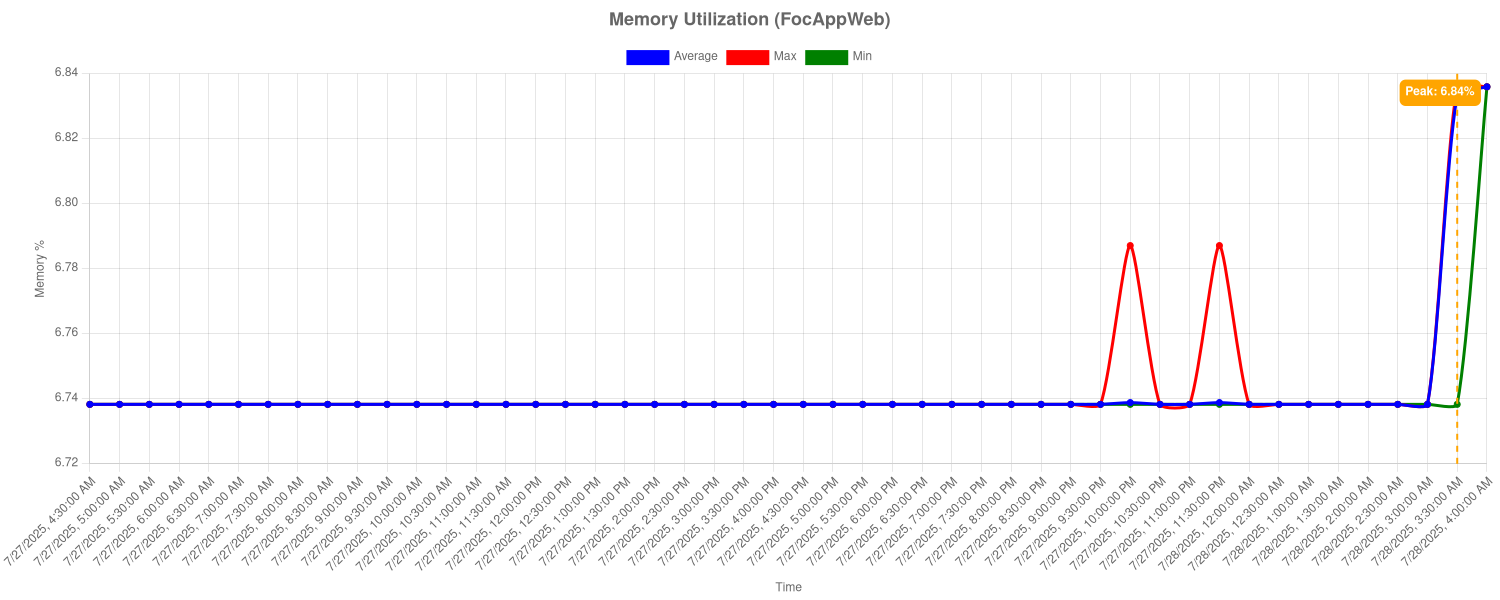 Memory Utilization (FocAppWeb)
Average Max Min
Peak: 6.84%
6.84
6.82
6.80
6.78
6.76
6.74
6.72
Memory %
7/27/2025, 4:30:00 AM
7/27/2025, 5:00:00 AM
7/27/2025, 5:30:00 AM
7/27/2025, 6:00:00 AM
7/27/2025, 6:30:00 AM
7/27/2025, 7:00:00 AM
7/27/2025, 7:30:00 AM
7/27/2025, 8:00:00 AM
7/27/2025, 8:30:00 AM
7/27/2025, 9:00:00 AM
7/27/2025, 9:30:00 AM
7/27/2025, 10:00:00 AM
7/27/2025, 10:30:00 AM
7/27/2025, 11:00:00 AM
7/27/2025, 11:30:00 AM
7/27/2025, 12:00:00 PM
7/27/2025, 12:30:00 PM
7/27/2025, 1:00:00 PM
7/27/2025, 1:30:00 PM
7/27/2025, 2:00:00 PM
7/27/2025, 2:30:00 PM
7/27/2025, 3:00:00 PM
7/27/2025, 3:30:00 PM
7/27/2025, 4:00:00 PM
7/27/2025, 4:30:00 PM
7/27/2025, 5:00:00 PM
7/27/2025, 5:30:00 PM
7/27/2025, 6:00:00 PM
7/27/2025, 6:30:00 PM
7/27/2025, 7:00:00 PM
7/27/2025, 7:30:00 PM
7/27/2025, 8:00:00 PM
7/27/2025, 8:30:00 PM
7/27/2025, 9:00:00 PM
7/27/2025, 9:30:00 PM
7/27/2025, 10:00:00 PM
7/27/2025, 10:30:00 PM
7/27/2025, 11:00:00 PM
7/27/2025, 11:30:00 PM
7/28/2025, 12:00:00 AM
7/28/2025, 12:30:00 AM
7/28/2025, 1:00:00 AM
7/28/2025, 1:30:00 AM
7/28/2025, 2:00:00 AM
7/28/2025, 2:30:00 AM
7/28/2025, 3:00:00 AM
7/28/2025, 3:30:00 AM
7/28/2025, 4:00:00 AM
Time